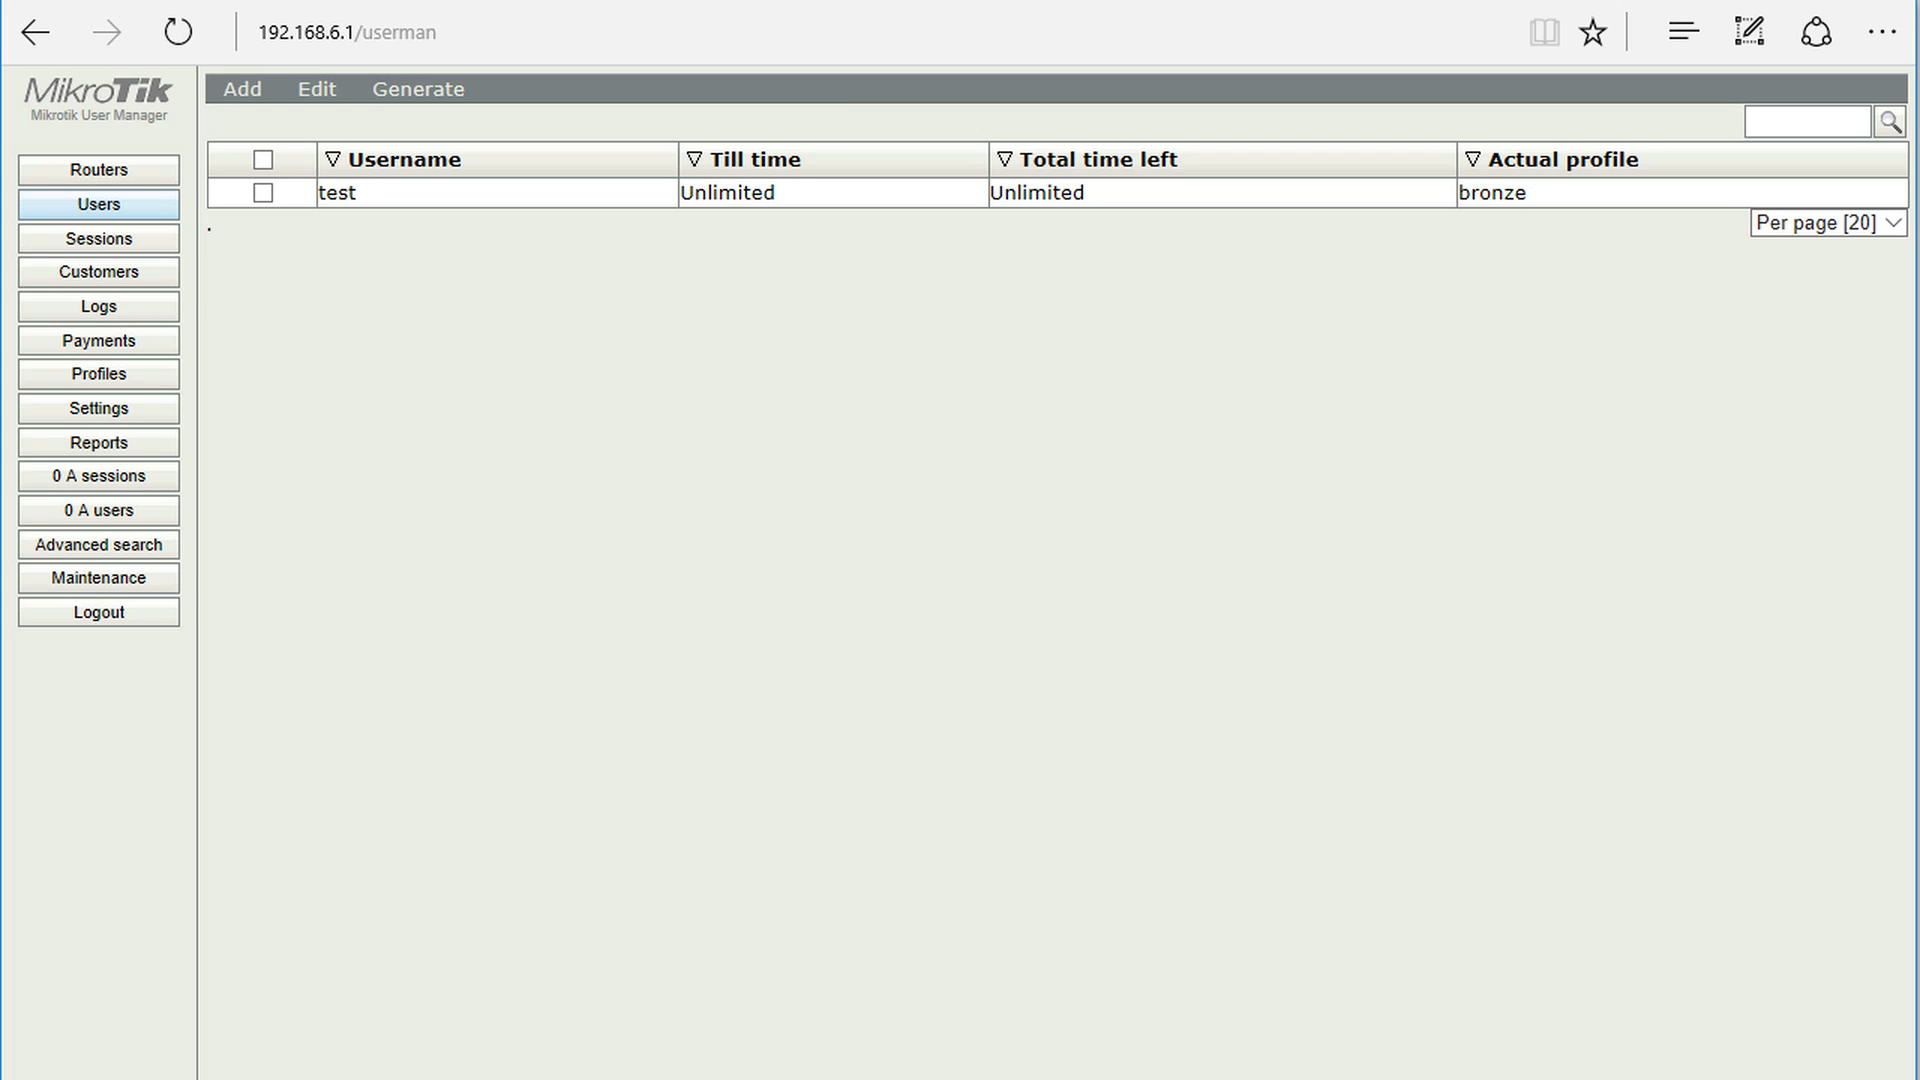 192.168.6.1/userman
MikroTik
Mikrotik User Manager
Add Edit Generate
Username Till time Total time left Actual profile
test Unlimited Unlimited bronze
Per page [20]
.
Routers
Users
Sessions
Customers
Logs
Payments
Profiles
Settings
Reports
0 A sessions
0 A users
Advanced search
Maintenance
Logout